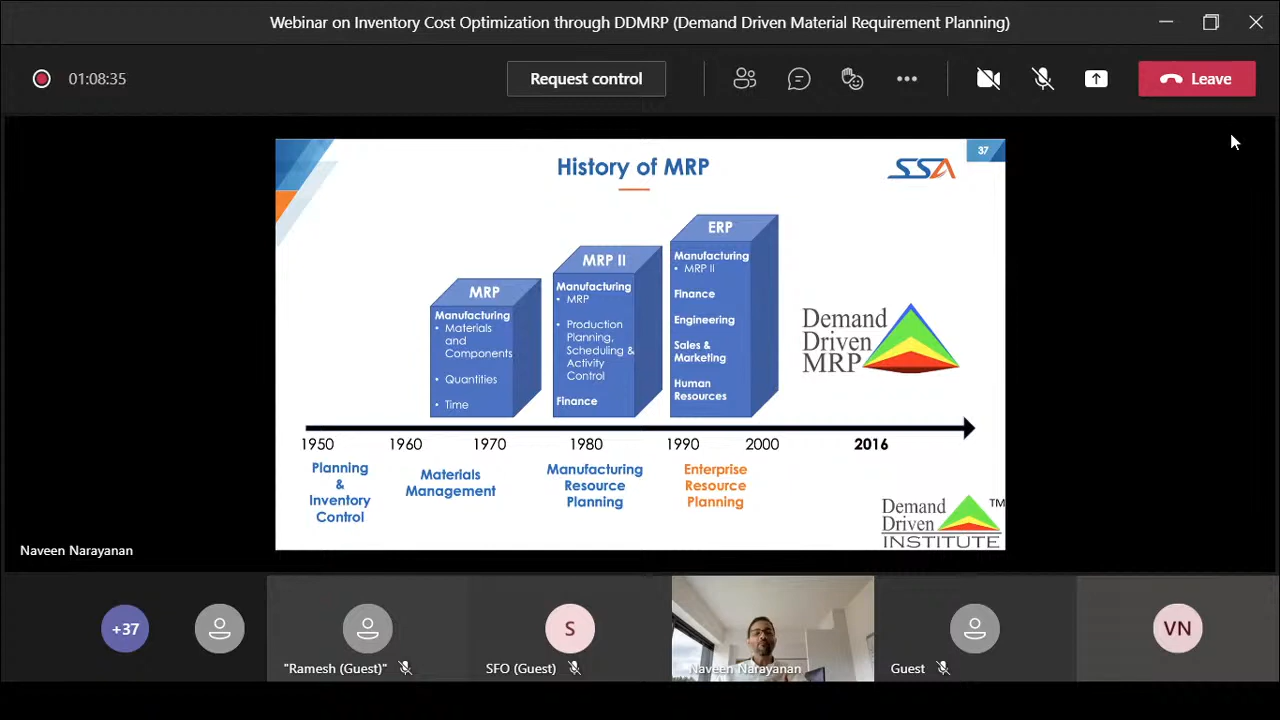 Webinar on Inventory Cost Optimization through DDMRP (Demand Driven Material Requirement Planning)
01:08:35
Request control
Leave
History of MRP
SSA
37
MRP
Manufacturing
• Materials
and
Components
• Quantities
• Time
MRP II
Manufacturing
• MRP
• Production
Planning,
Scheduling &
Activity
Control
Finance
ERP
Manufacturing
• MRP II
Finance
Engineering
Sales &
Marketing
Human
Resources
Demand
Driven
MRP
1950
1960
1970
1980
1990
2000
2016
Planning
&
Inventory
Control
Materials
Management
Manufacturing
Resource
Planning
Enterprise
Resource
Planning
Demand
Driven
INSTITUTE
TM
Naveen Narayanan
+37
"Ramesh (Guest)"
S
SFO (Guest)
Naveen Narayanan
Guest
VN